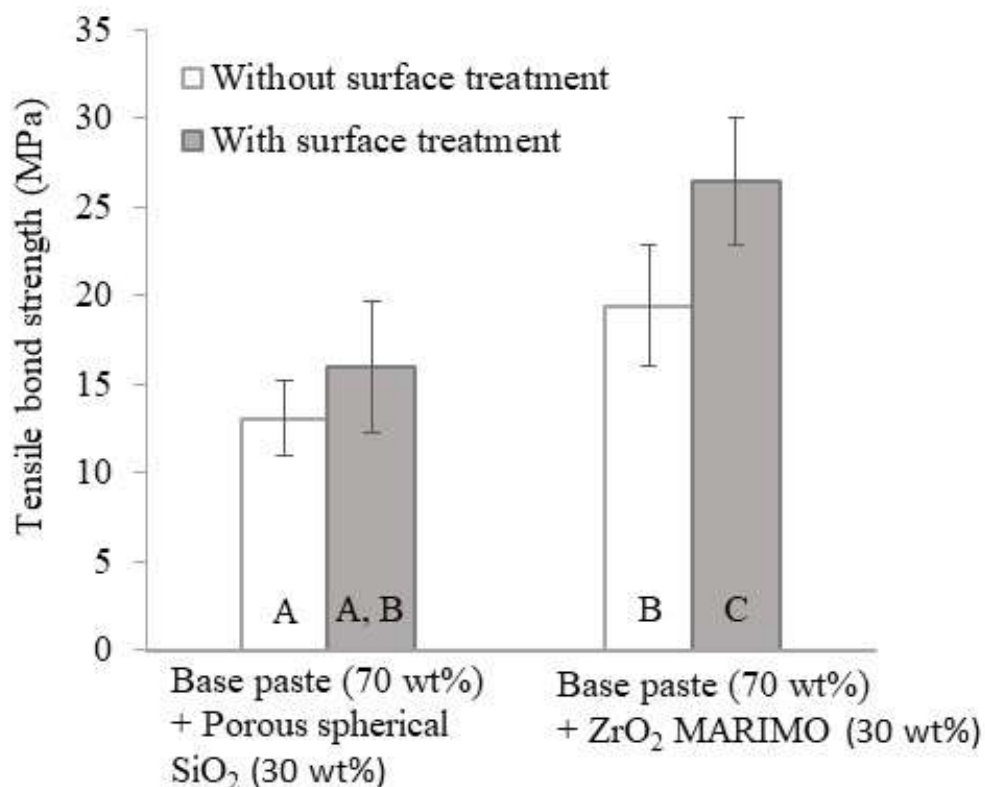 Tensile bond strength (MPa)
35
30
25
20
15
10
5
0
Without surface treatment
With surface treatment
A
A, B
B
C
Base paste (70 wt%)
+ Porous spherical
SiO₂ (30 wt%)
Base paste (70 wt%)
+ ZrO₂ MARIMO (30 wt%)